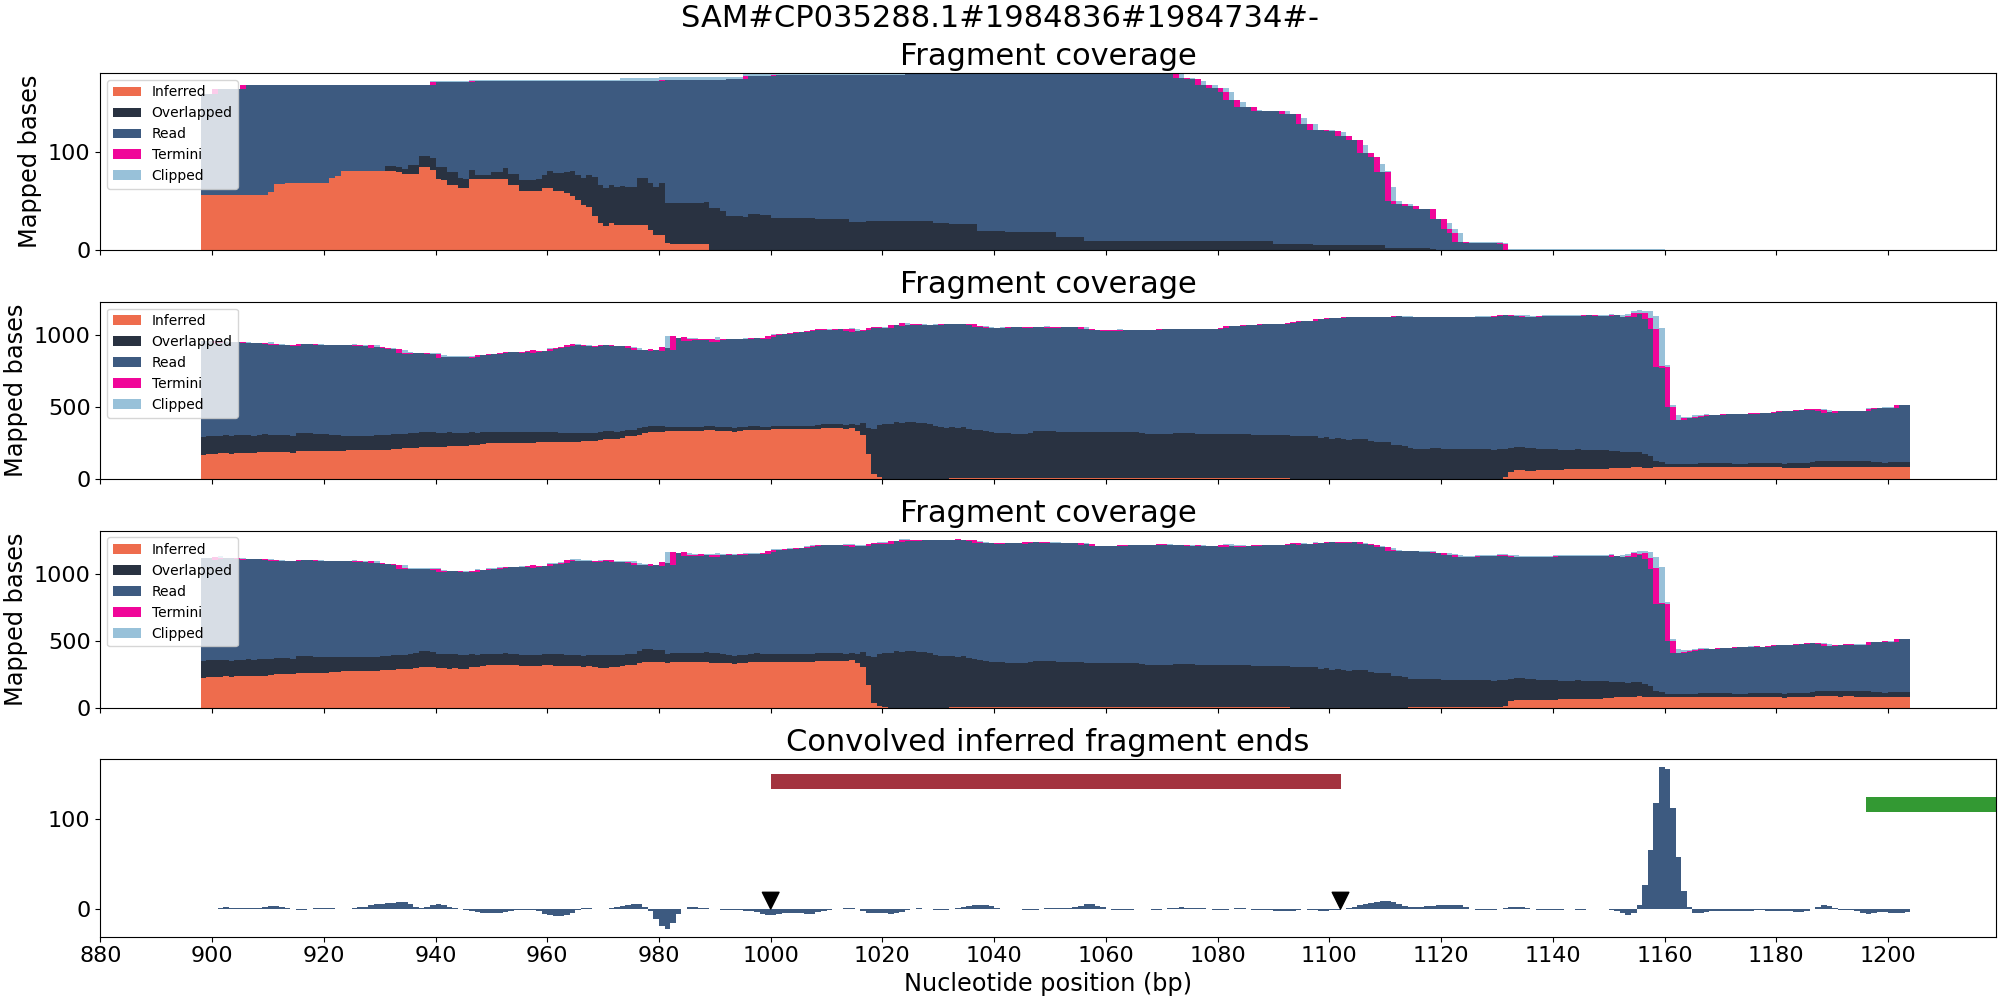 SAM#CP035288.1#1984836#1984734#-
Fragment coverage
Mapped bases
100
0
Inferred
Overlapped
Read
Termini
Clipped
Fragment coverage
Mapped bases
1000
500
0
Inferred
Overlapped
Read
Termini
Clipped
Fragment coverage
Mapped bases
1000
500
0
Inferred
Overlapped
Read
Termini
Clipped
Convolved inferred fragment ends
100
0
880 900 920 940 960 980 1000 1020 1040 1060 1080 1100 1120 1140 1160 1180 1200
Nucleotide position (bp)